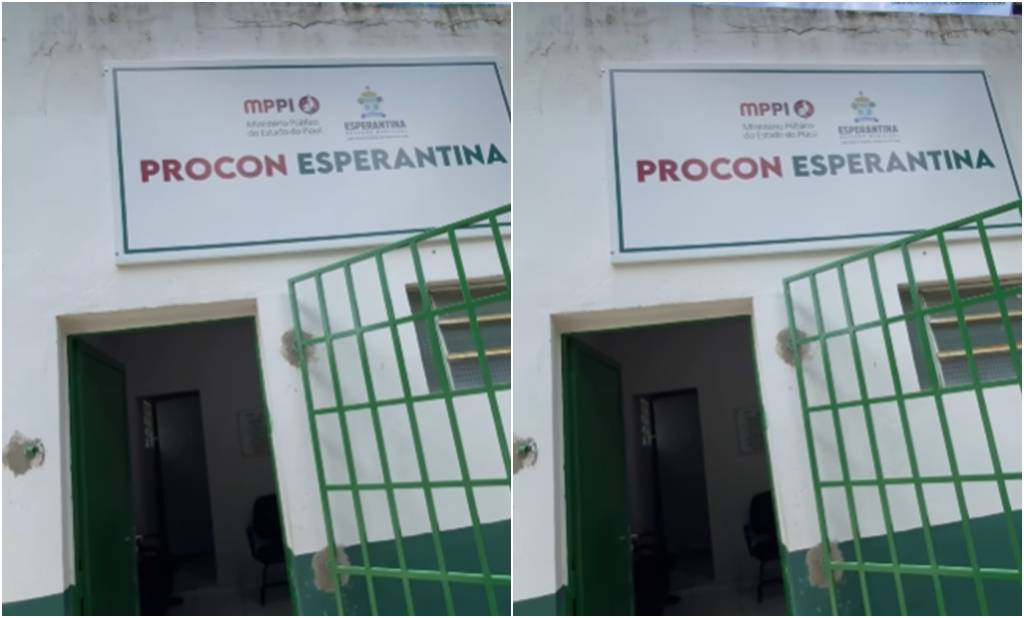 MPPI
Ministério Público
do Estado do Piauí
ESPERANTINA
PROCON ESPERANTINA
MPPI
Ministério Público
do Estado do Piauí
ESPERANTINA
PROCON ESPERANTINA